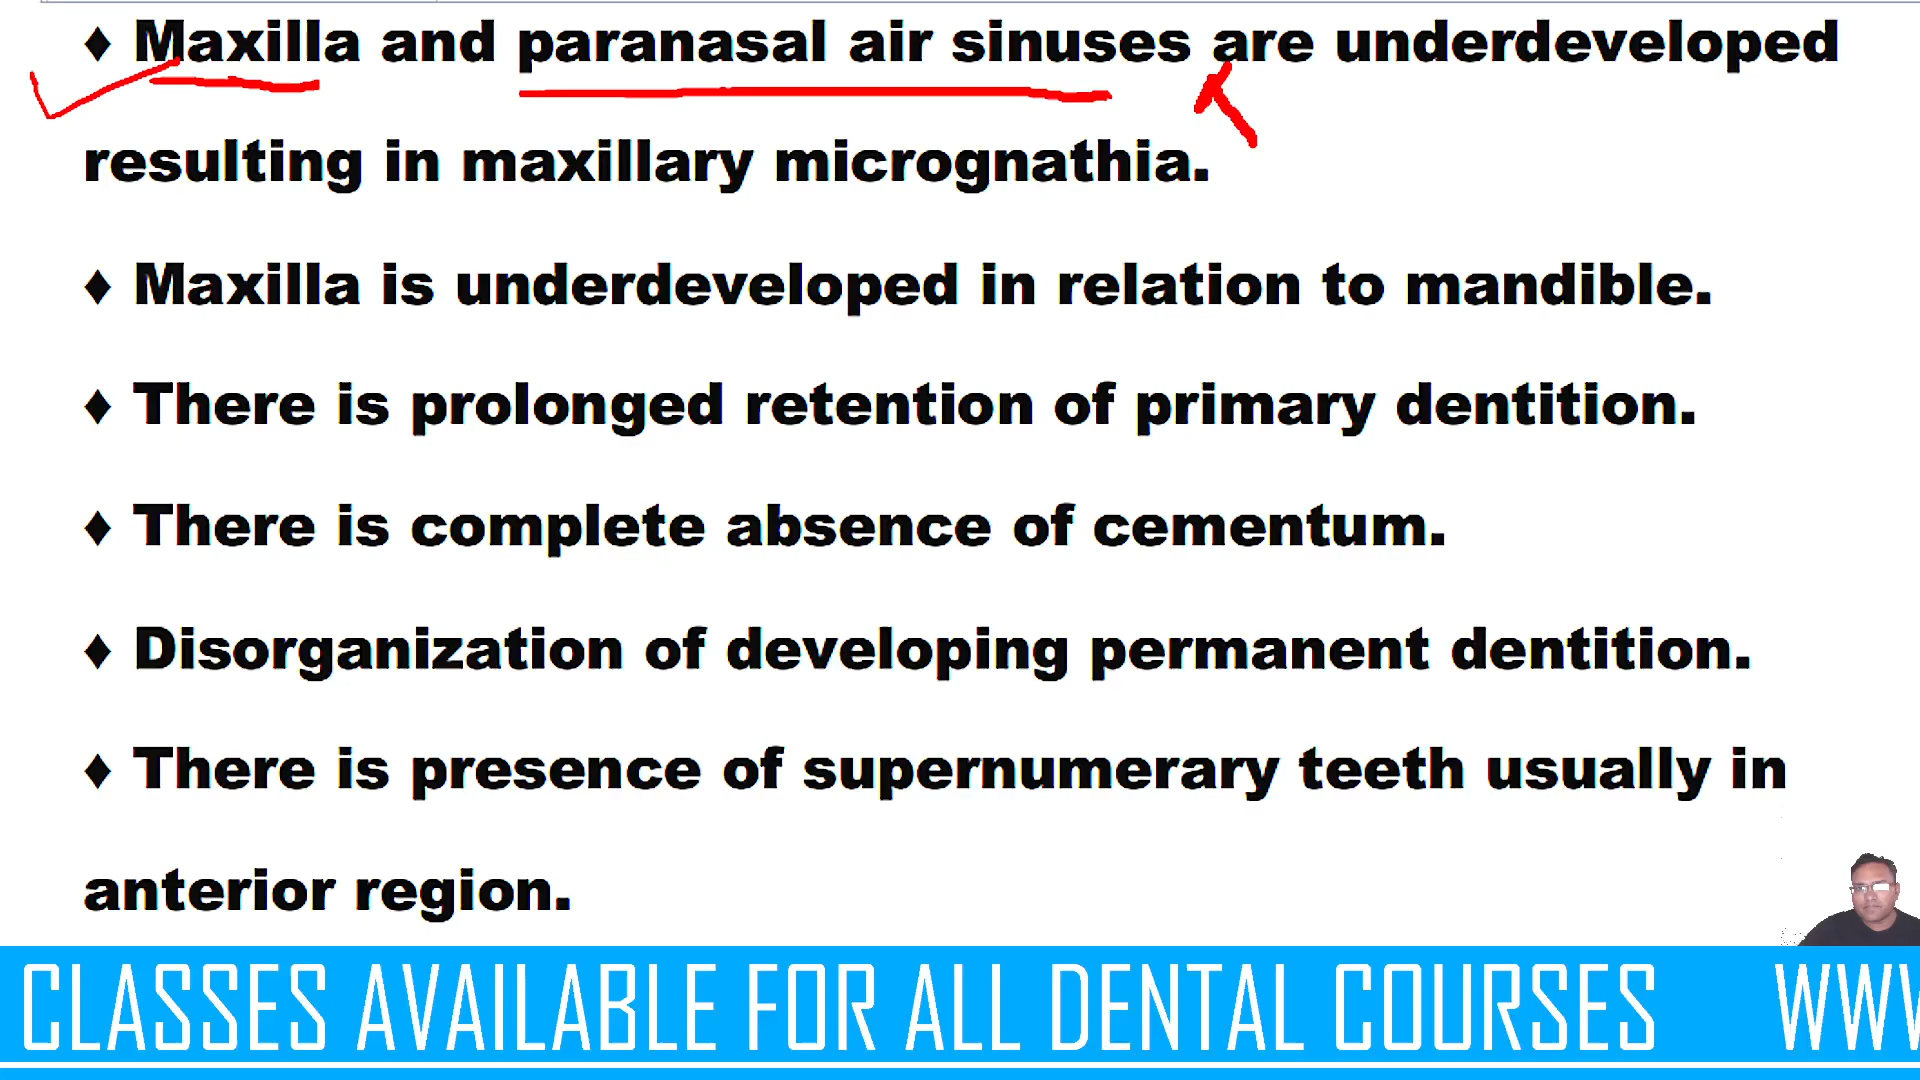 ♦ Maxilla and paranasal air sinuses are underdeveloped
resulting in maxillary micrognathia.
♦ Maxilla is underdeveloped in relation to mandible.
♦ There is prolonged retention of primary dentition.
♦ There is complete absence of cementum.
♦ Disorganization of developing permanent dentition.
♦ There is presence of supernumerary teeth usually in
anterior region.
CLASSES AVAILABLE FOR ALL DENTAL COURSES WWW